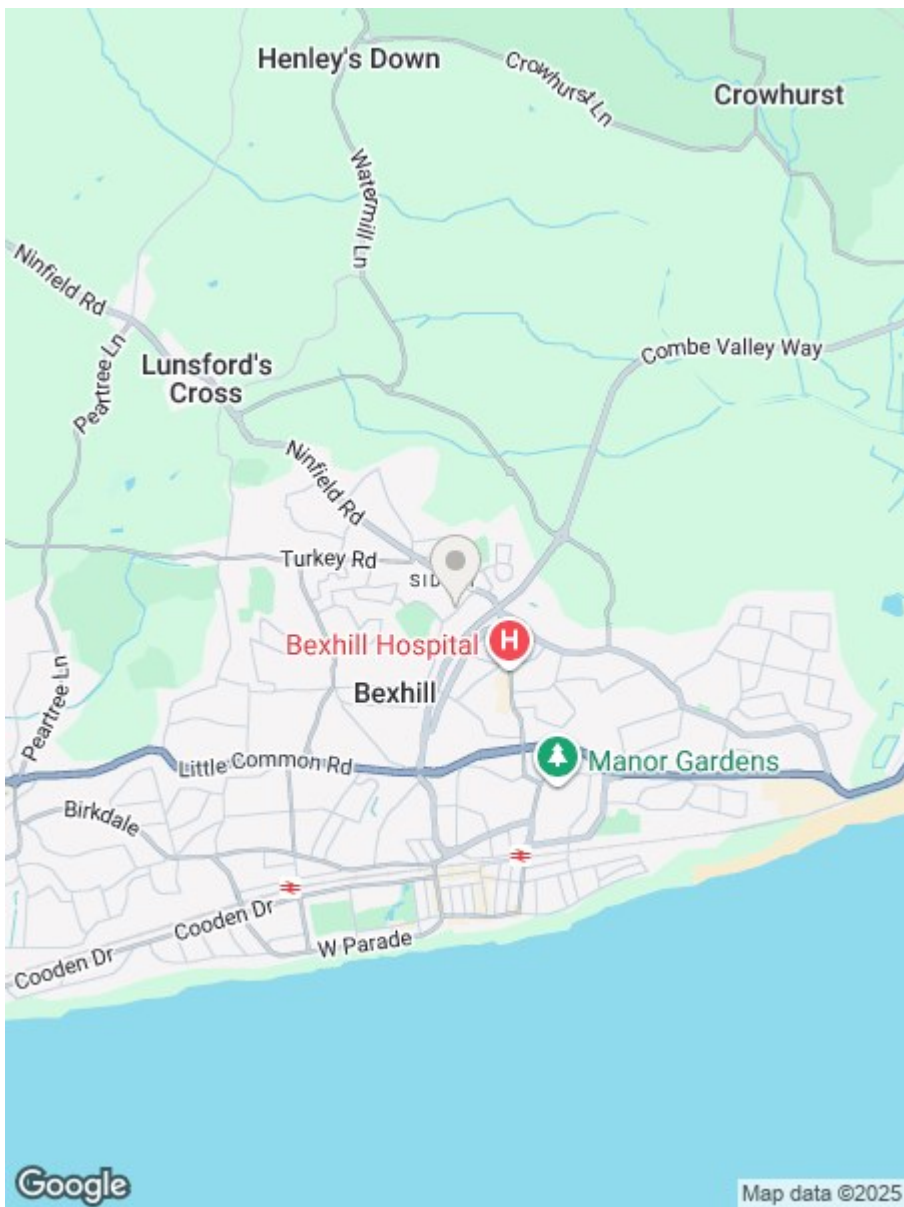 Henley's Down
Crowhurst Ln
Crowhurst
Watermill Ln
Ninfield Rd
Combe Valley Way
Lunsford's
Cross
Peartree Ln
Ninfield Rd
Turkey Rd
Bexhill Hospital
H
Bexhill
Peartree Ln
Little Common Rd
Manor Gardens
Birkdale
Cooden Dr
W Parade
Cooden Dr
Google
Map data ©2025